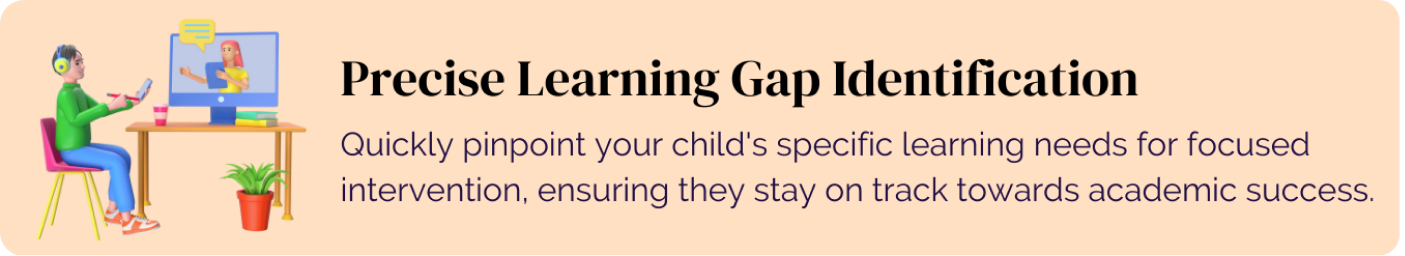 Precise Learning Gap Identification
Quickly pinpoint your child's specific learning needs for focused
intervention, ensuring they stay on track towards academic success.